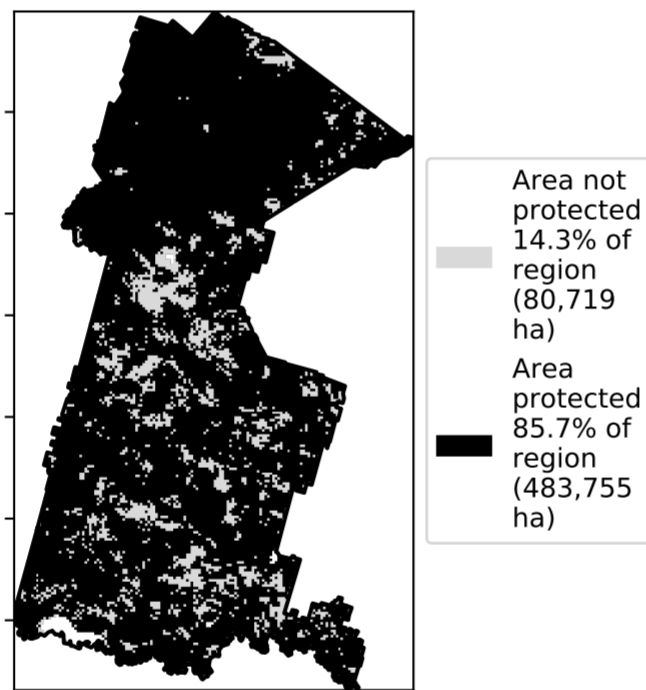 Area not
protected
14.3% of
region
(80,719
ha)
Area
protected
85.7% of
region
(483,755
ha)